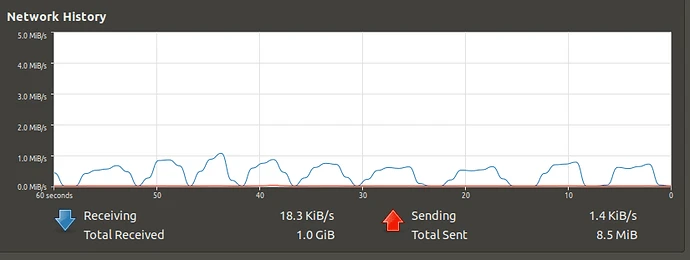 Network History
5.0 MiB/s
4.0 MiB/s
3.0 MiB/s
2.0 MiB/s
1.0 MiB/s
0.0 MiB/s
60 seconds 50 40 30 20 10 0
Receiving 18.3 KiB/s Sending 1.4 KiB/s
Total Received 1.0 GiB Total Sent 8.5 MiB